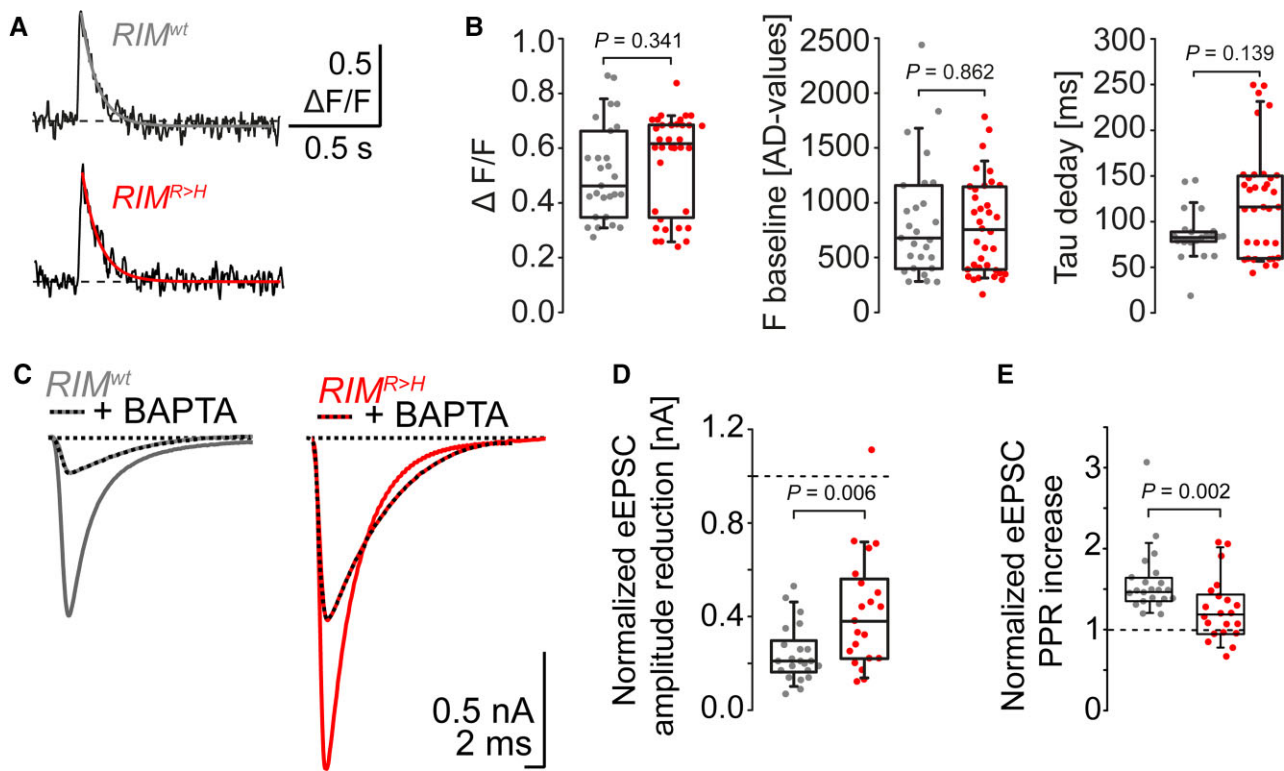 A
RIM^wt
0.5
ΔF/F
0.5 s
RIM^R>H
B
Δ F/F
1.0
0.8
0.6
0.4
0.2
0.0
P = 0.341
F baseline [AD-values]
2500
2000
1500
1000
500
0
P = 0.862
Tau deday [ms]
300
250
200
150
100
50
0
P = 0.139
C
RIM^wt
+ BAPTA
RIM^R>H
+ BAPTA
0.5 nA
2 ms
D
Normalized eEPSC
amplitude reduction [nA]
1.2
0.8
0.4
0.0
P = 0.006
E
Normalized eEPSC
PPR increase
3
2
1
0
P = 0.002